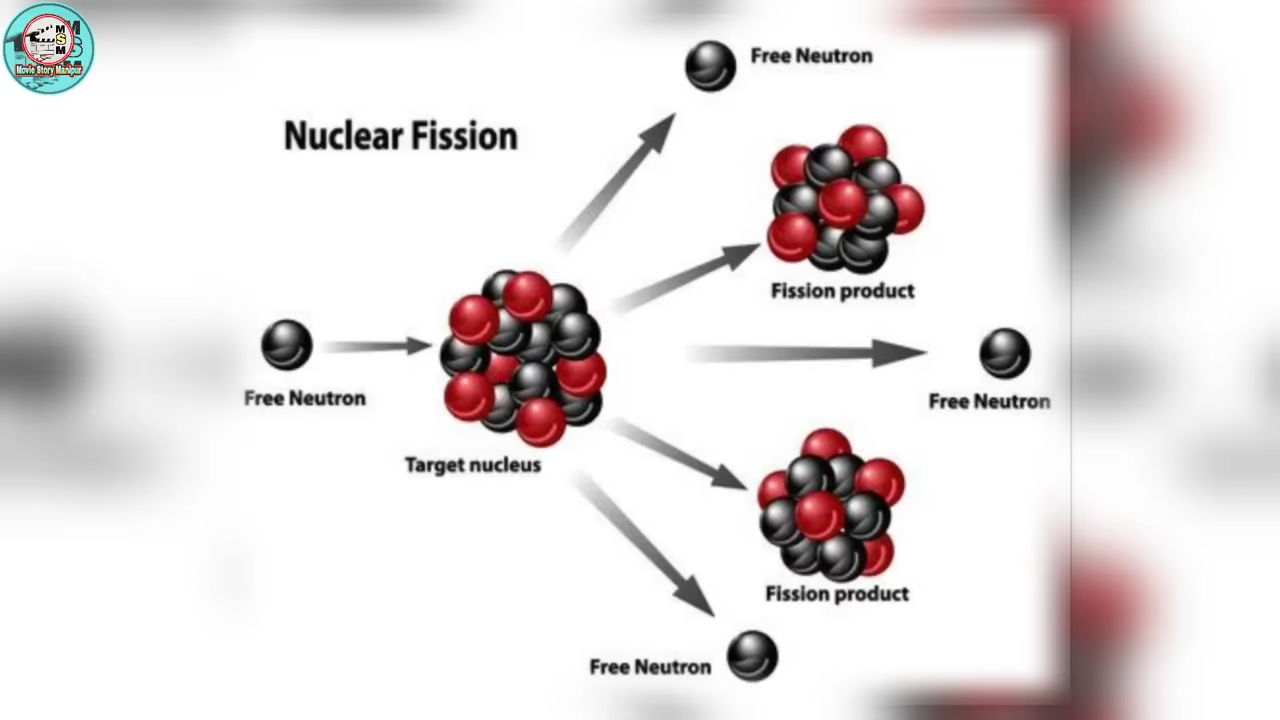 M
S
M
Movie Story Manipur
Free Neutron
Nuclear Fission
Fission product
Free Neutron
Free Neutron
Target nucleus
Fission product
Free Neutron